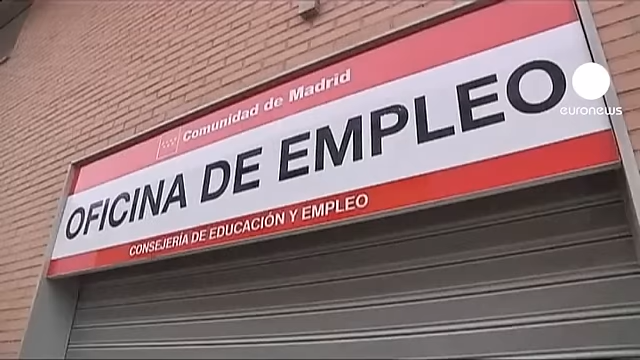 Comunidad de Madrid
OFICINA DE EMPLEO
CONSEJERÍA DE EDUCACIÓN Y EMPLEO
euronews